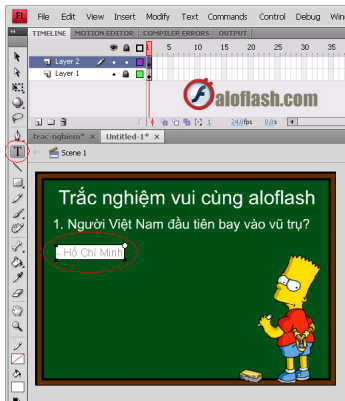 FL File Edit View Insert Modify Text Commands Control Debug
TIMELINE MOTION EDITOR COMPILER ERRORS OUTPUT
5 10 15 20 25 30 35
Layer 2
Layer 1
aloflash.com
1 24.0fps 0.0s
trac-nghiem* × Untitled-1* ×
T
Scene 1
Trắc nghiệm vui cùng aloflash
1. Người Việt Nam đầu tiên bay vào vũ trụ?
- Hồ Chí Minh